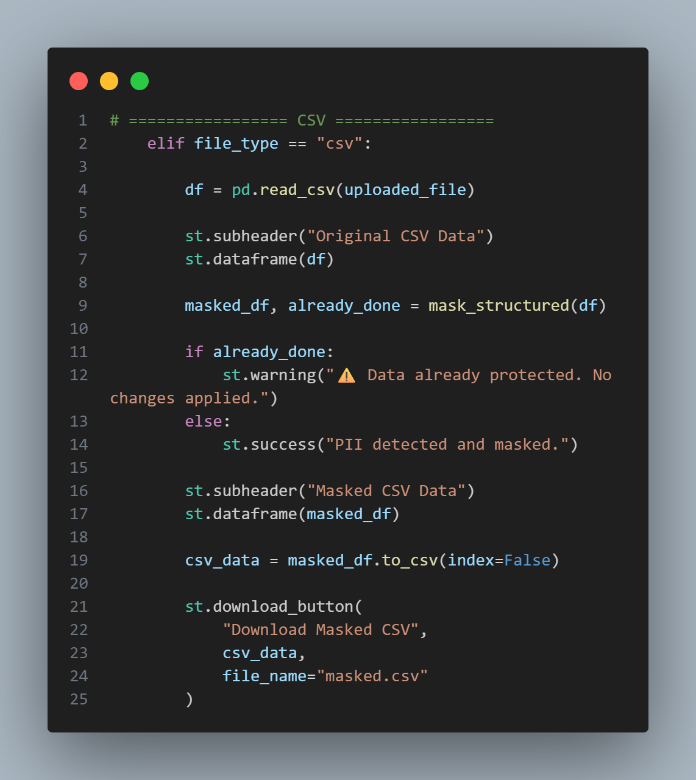 1 # ================= CSV =================
2     elif file_type == "csv":
3
4         df = pd.read_csv(uploaded_file)
5
6         st.subheader("Original CSV Data")
7         st.dataframe(df)
8
9         masked_df, already_done = mask_structured(df)
10
11         if already_done:
12             st.warning("⚠️ Data already protected. No
changes applied.")
13         else:
14             st.success("PII detected and masked.")
15
16         st.subheader("Masked CSV Data")
17         st.dataframe(masked_df)
18
19         csv_data = masked_df.to_csv(index=False)
20
21         st.download_button(
22             "Download Masked CSV",
23             csv_data,
24             file_name="masked.csv"
25         )